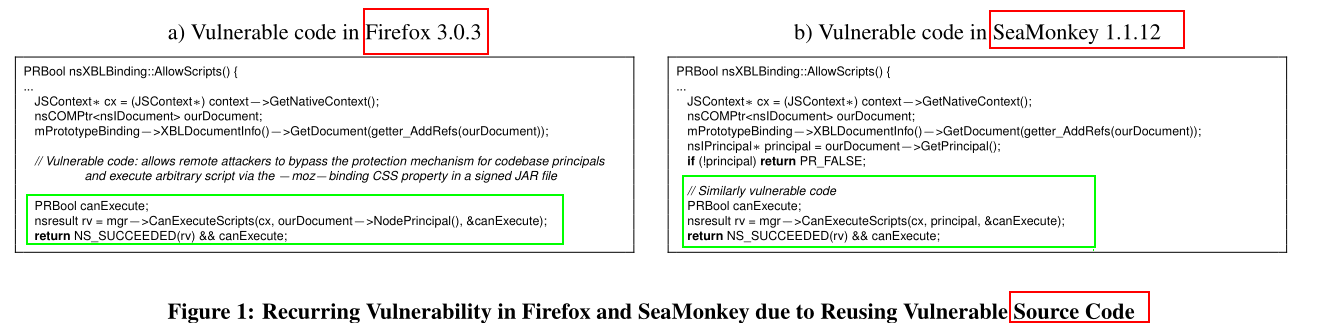 a) Vulnerable code in Firefox 3.0.3
PRBool nsXBLBinding::AllowScripts() {
...
JSContext∗ cx = (JSContext∗) context−>GetNativeContext();
nsCOMPtr<nsIDocument> ourDocument;
mPrototypeBinding−>XBLDocumentInfo()−>GetDocument(getter_AddRefs(ourDocument));
// Vulnerable code: allows remote attackers to bypass the protection mechanism for codebase principals
and execute arbitrary script via the −moz−binding CSS property in a signed JAR file
PRBool canExecute;
nsresult rv = mgr−>CanExecuteScripts(cx, ourDocument−>NodePrincipal(), &canExecute);
return NS_SUCCEEDED(rv) && canExecute;
b) Vulnerable code in SeaMonkey 1.1.12
PRBool nsXBLBinding::AllowScripts() {
...
JSContext∗ cx = (JSContext∗) context−>GetNativeContext();
nsCOMPtr<nsIDocument> ourDocument;
mPrototypeBinding−>XBLDocumentInfo()−>GetDocument(getter_AddRefs(ourDocument));
nsIPrincipal∗ principal = ourDocument−>GetPrincipal();
if (!principal) return PR_FALSE;
// Similarly vulnerable code
PRBool canExecute;
nsresult rv = mgr−>CanExecuteScripts(cx, principal, &canExecute);
return NS_SUCCEEDED(rv) && canExecute;
Figure 1: Recurring Vulnerability in Firefox and SeaMonkey due to Reusing Vulnerable Source Code